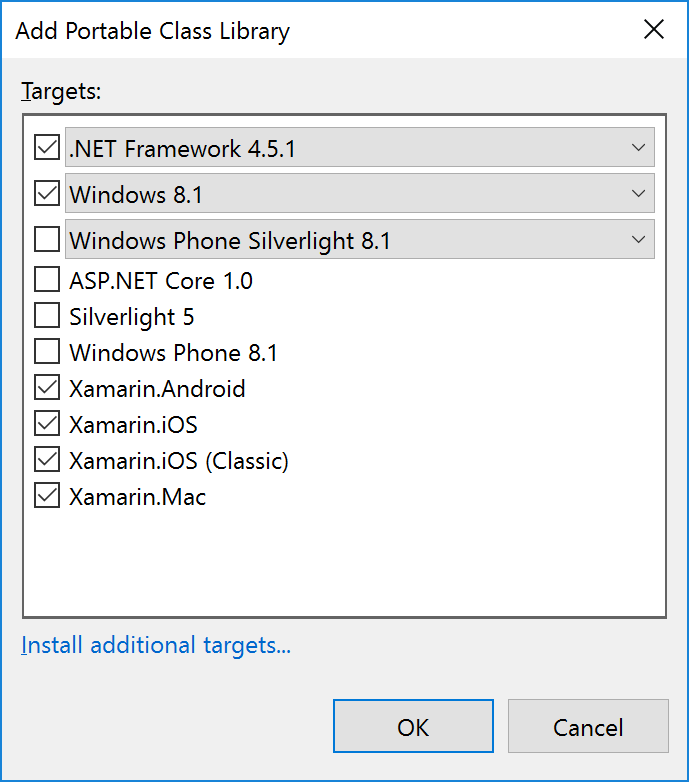 Add Portable Class Library
Targets:
.NET Framework 4.5.1
Windows 8.1
Windows Phone Silverlight 8.1
ASP.NET Core 1.0
Silverlight 5
Windows Phone 8.1
Xamarin.Android
Xamarin.iOS
Xamarin.iOS (Classic)
Xamarin.Mac
Install additional targets...
OK
Cancel